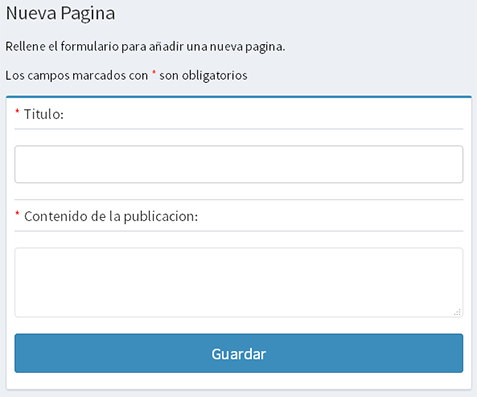 Nueva Pagina
Rellene el formulario para añadir una nueva pagina.
Los campos marcados con * son obligatorios
* Titulo:
* Contenido de la publicacion:
Guardar